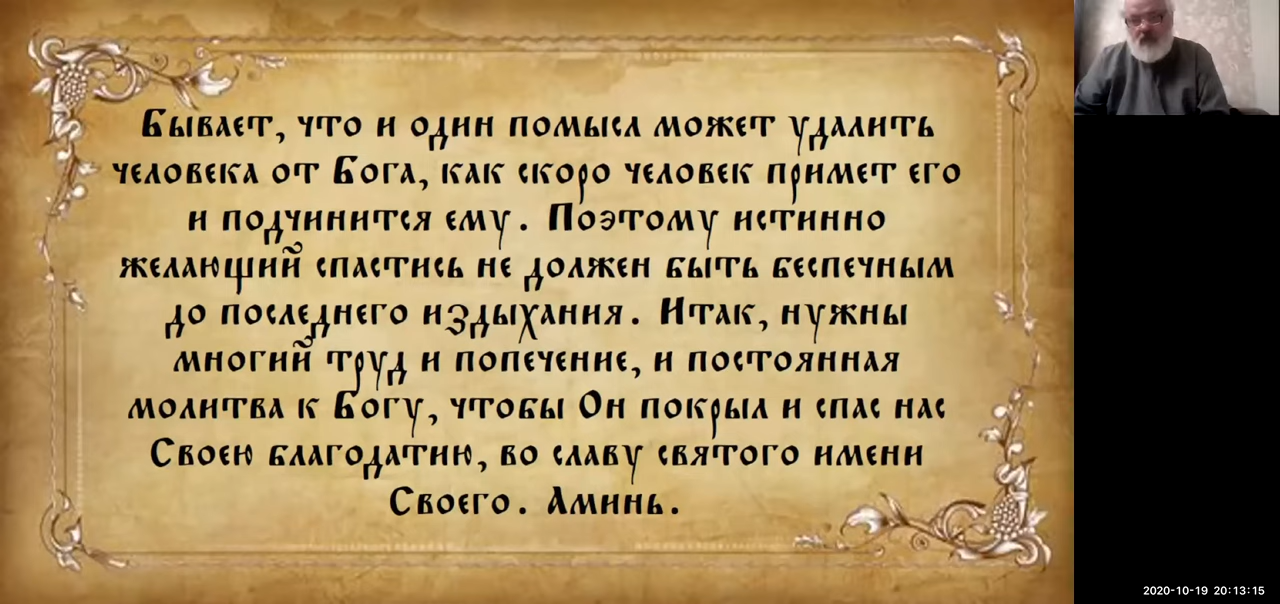 Бывает, что и один помысл может удалить
человека от Бога, как скоро человек примет его
и подчинится ему. Поэтому истинно
желающий спастись не должен быть беспечным
до последнего издыхания. Итак, нужны
многий труд и попечение, и постоянная
молитва к Богу, чтобы Он покрыл и спас нас
Своею благодатию, во славу святого имени
Своего. Аминь.
2020-10-19 20:13:15